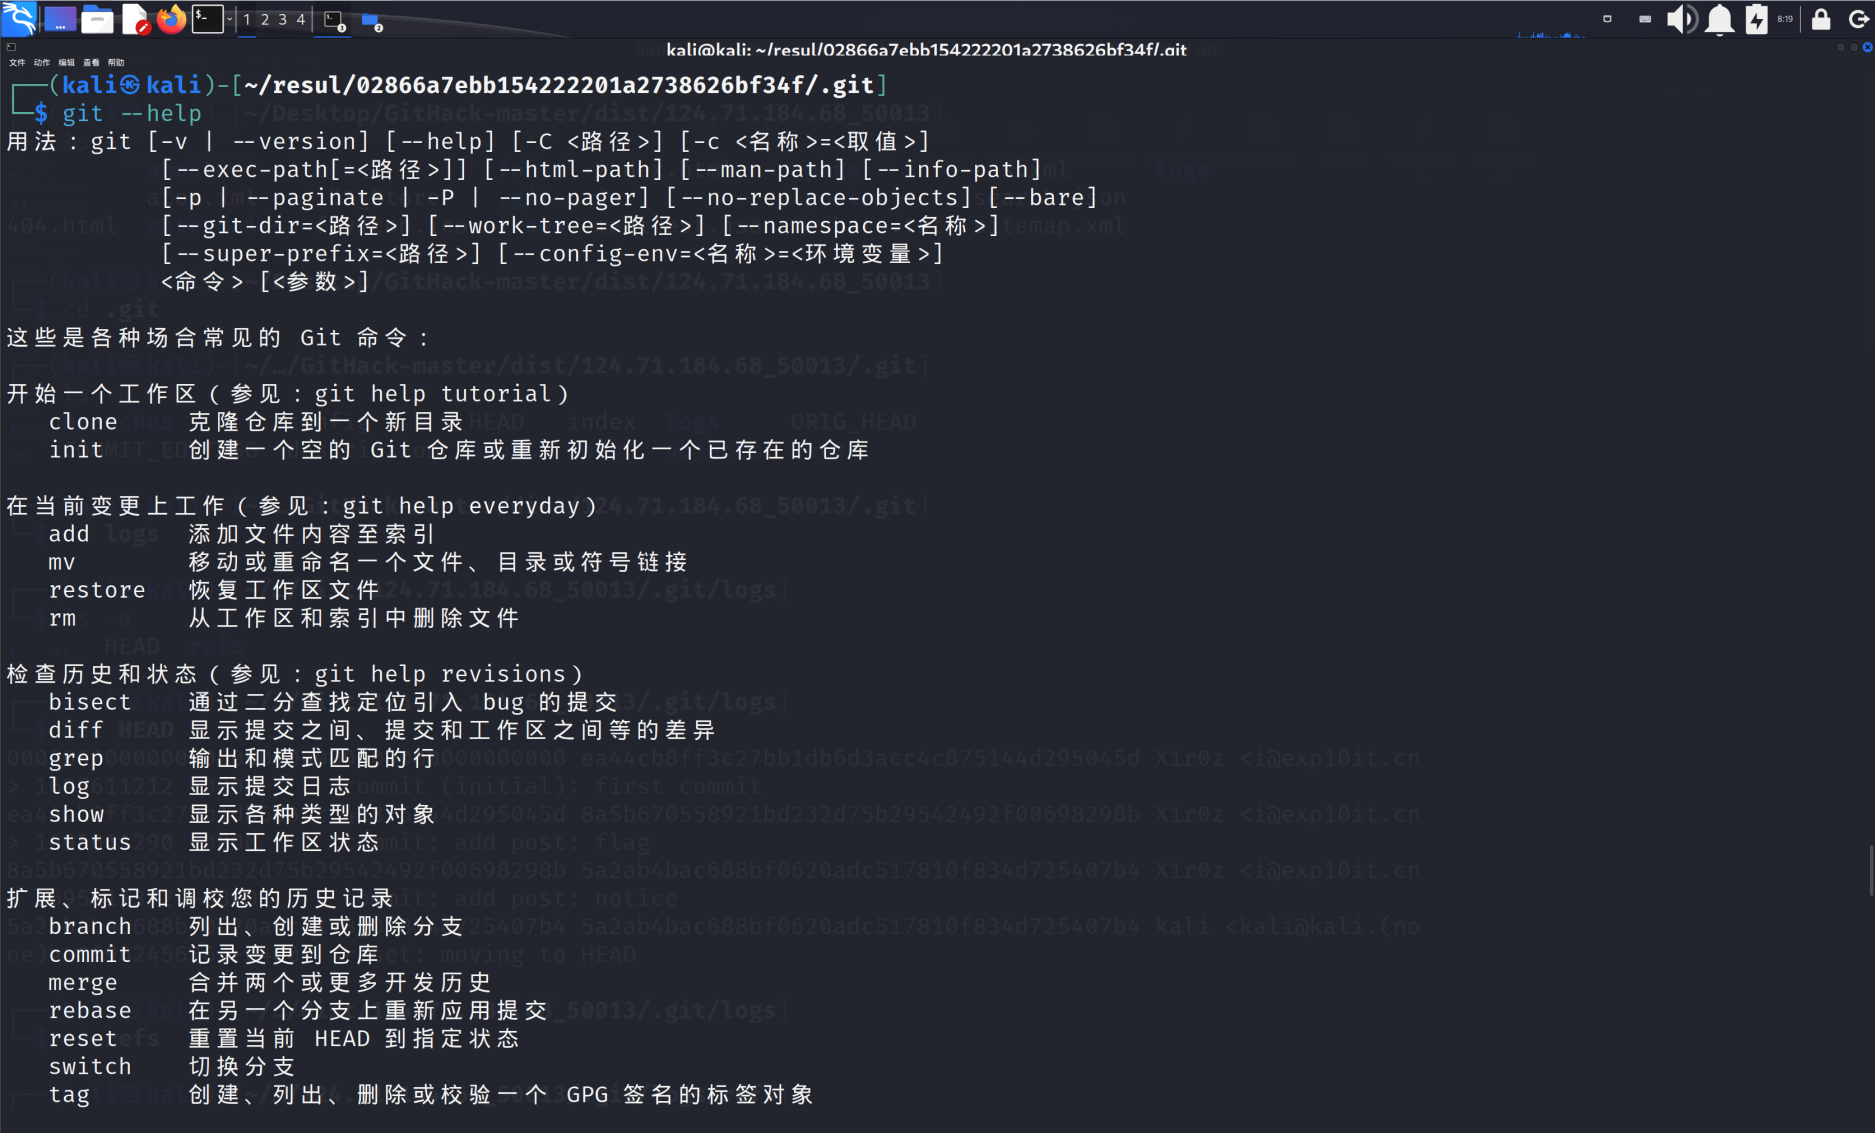 1 2 3 4
8:19
kali@kali: ~/resul/02866a7ebb154222201a2738626bf34f/.git
文件 动作 编辑 查看 帮助
(kali㉿kali)-[~/resul/02866a7ebb154222201a2738626bf34f/.git]
$ git --help
用法:git [-v | --version] [--help] [-C <路径>] [-c <名称>=<取值>]
[--exec-path[=<路径>]] [--html-path] [--man-path] [--info-path]
[-p | --paginate | -P | --no-pager] [--no-replace-objects] [--bare]
[--git-dir=<路径>] [--work-tree=<路径>] [--namespace=<名称>]
[--super-prefix=<路径>] [--config-env=<名称>=<环境变量>]
<命令> [<参数>]
这些是各种场合常见的 Git 命令:
开始一个工作区(参见:git help tutorial)
clone 克隆仓库到一个新目录
init 创建一个空的 Git 仓库或重新初始化一个已存在的仓库
在当前变更上工作(参见:git help everyday)
add 添加文件内容至索引
mv 移动或重命名一个文件、目录或符号链接
restore 恢复工作区文件
rm 从工作区和索引中删除文件
检查历史和状态(参见:git help revisions)
bisect 通过二分查找定位引入 bug 的提交
diff 显示提交之间、提交和工作区之间等的差异
grep 输出和模式匹配的行
log 显示提交日志
show 显示各种类型的对象
status 显示工作区状态
扩展、标记和调校您的历史记录
branch 列出、创建或删除分支
commit 记录变更到仓库
merge 合并两个或更多开发历史
rebase 在另一个分支上重新应用提交
reset 重置当前 HEAD 到指定状态
switch 切换分支
tag 创建、列出、删除或校验一个 GPG 签名的标签对象